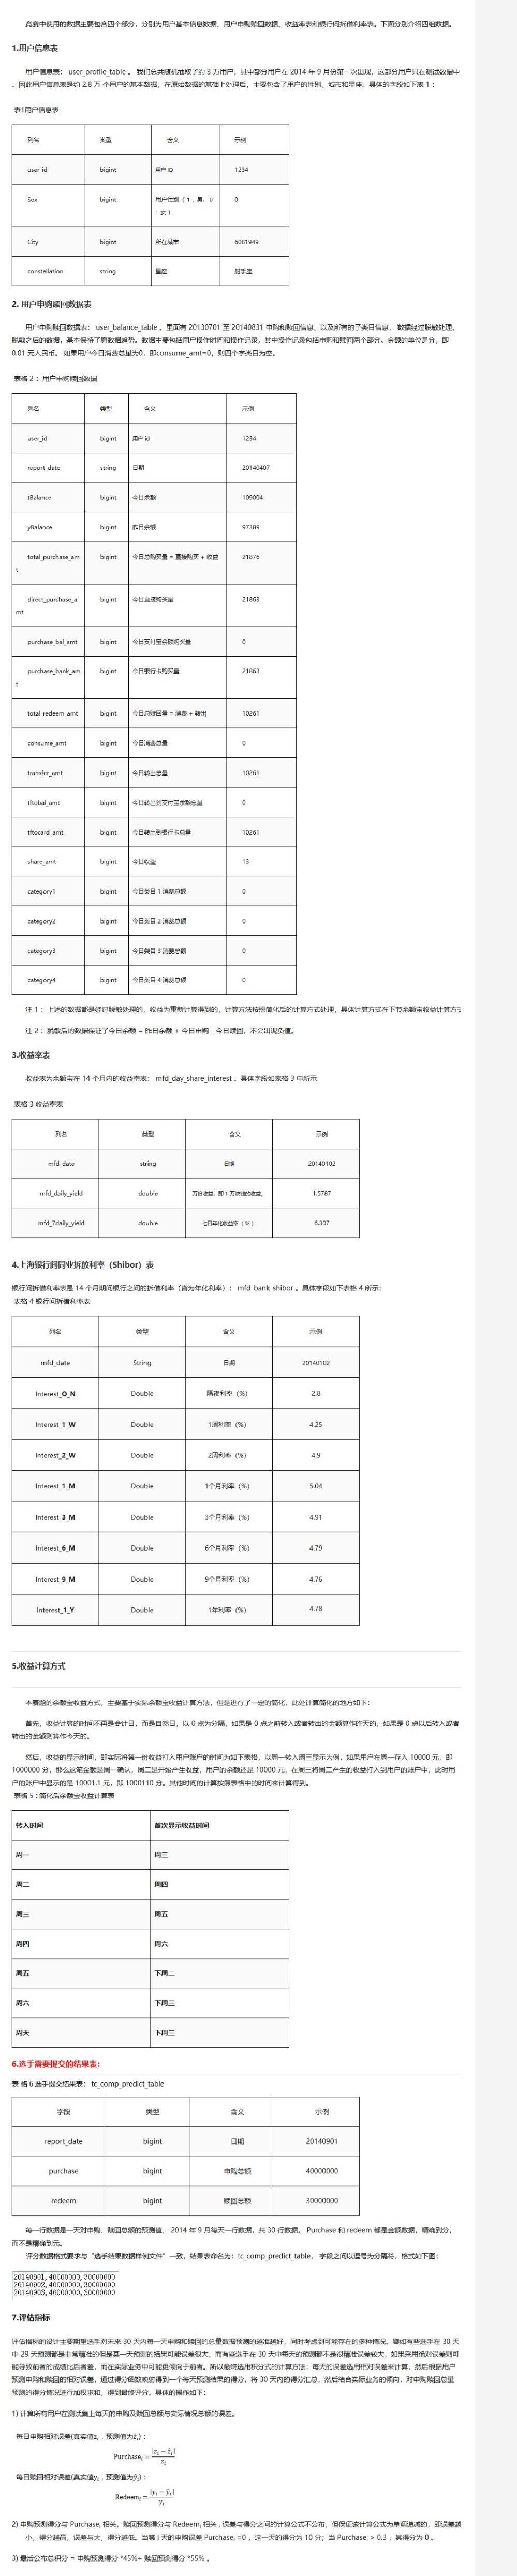 竞赛中使用的数据主要包含四个部分，分别为用户基本信息数据、用户申购赎回数据、收益率表和银行间拆借利率表。下面分别介绍四组数据。
1.用户信息表
用户信息表： user_profile_table 。 我们总共随机抽取了约 3 万用户，其中部分用户在 2014 年 9 月份第一次出现，这部分用户只在测试数据中
。因此用户信息表是约 2.8 万 个用户的基本数据，在原始数据的基础上处理后，主要包含了用户的性别、城市和星座。具体的字段如下表 1：
表1用户信息表
列名 类型 含义 示例
user_id bigint 用户 ID 1234
Sex bigint 用户性别（ 1 ：男， 0 0
：女 ）
City bigint 所在城市 6081949
constellation string 星座 射手座
2. 用户申购赎回数据表
用户申购赎回数据表： user_balance_table 。里面有 20130701 至 20140831 申购和赎回信息、以及所有的子类目信息， 数据经过脱敏处理。
脱敏之后的数据，基本保持了原数据趋势。数据主要包括用户操作时间和操作记录，其中操作记录包括申购和赎回两个部分。金额的单位是分，即
0.01 元人民币。 如果用户今日消费总量为0，即consume_amt=0，则四个字类目为空。
表格 2 ：用户申购赎回数据
列名 类型 含义 示例
user_id bigint 用户 id 1234
report_date string 日期 20140407
tBalance bigint 今日余额 109004
yBalance bigint 昨日余额 97389
total_purchase_am bigint 今日总购买量 = 直接购买 + 收益 21876
t
direct_purchase_a bigint 今日直接购买量 21863
mt
purchase_bal_amt bigint 今日支付宝余额购买量 0
purchase_bank_am bigint 今日银行卡购买量 21863
t
total_redeem_amt bigint 今日总赎回量 = 消费 + 转出 10261
consume_amt bigint 今日消费总量 0
transfer_amt bigint 今日转出总量 10261
tftobal_amt bigint 今日转出到支付宝余额总量 0
tftocard_amt bigint 今日转出到银行卡总量 10261
share_amt bigint 今日收益 13
category1 bigint 今日类目 1 消费总额 0
category2 bigint 今日类目 2 消费总额 0
category3 bigint 今日类目 3 消费总额 0
category4 bigint 今日类目 4 消费总额 0
注 1 ：上述的数据都是经过脱敏处理的，收益为重新计算得到的，计算方法按照简化后的计算方式处理，具体计算方式在下节余额宝收益计算方
注 2 ：脱敏后的数据保证了今日余额 = 昨日余额 + 今日申购 - 今日赎回，不会出现负值。
3.收益率表
收益表为余额宝在 14 个月内的收益率表： mfd_day_share_interest 。具体字段如表格 3 中所示
表格 3 收益率表
列名 类型 含义 示例
mfd_date string 日期 20140102
mfd_daily_yield double 万份收益，即 1 万块钱的收益。 1.5787
mfd_7daily_yield double 七日年化收益率（ % ） 6.307
4.上海银行间同业拆放利率（Shibor）表
银行间拆借利率表是 14 个月期间银行之间的拆借利率（皆为年化利率）： mfd_bank_shibor 。具体字段如下表格 4 所示：
表格 4 银行间拆借利率表
列名 类型 含义 示例
mfd_date String 日期 20140102
Interest_O_N Double 隔夜利率（%） 2.8
Interest_1_W Double 1周利率（%） 4.25
Interest_2_W Double 2周利率（%） 4.9
Interest_1_M Double 1个月利率（%） 5.04
Interest_3_M Double 3个月利率（%） 4.91
Interest_6_M Double 6个月利率（%） 4.79
Interest_9_M Double 9个月利率（%） 4.76
Interest_1_Y Double 1年利率（%） 4.78
5.收益计算方式
本赛题的余额宝收益方式，主要基于实际余额宝收益计算方法，但是进行了一定的简化，此处计算简化的地方如下：
首先，收益计算的时间不再是会计日，而是自然日，以 0 点为分隔，如果是 0 点之前转入或者转出的金额算作昨天的，如果是 0 点以后转入或者
转出的金额则算作今天的。
然后，收益的显示时间，即实际将第一份收益打入用户账户的时间为如下表格，以周一转入周三显示为例，如果用户在周一存入 10000 元，即
1000000 分，那么这笔金额是周一确认，周二是开始产生收益，用户的余额还是 10000 元，在周三将周二产生的收益打入到用户的账户中，此时用
户的账户中显示的是 10001.1 元，即 1000110 分。其他时间的计算按照表格中的时间来计算得到。
表格 5 : 简化后余额宝收益计算表
转入时间 首次显示收益时间
周一 周三
周二 周四
周三 周五
周四 周六
周五 下周二
周六 下周三
周天 下周三
6.选手需要提交的结果表:
表 格 6 选手提交结果表： tc_comp_predict_table
字段 类型 含义 示例
report_date bigint 日期 20140901
purchase bigint 申购总额 40000000
redeem bigint 赎回总额 30000000
每一行数据是一天对申购、赎回总额的预测值， 2014 年 9 月每天一行数据，共 30 行数据。 Purchase 和 redeem 都是金额数据，精确到分，
而不是精确到元。
评分数据格式要求与“选手结果数据样例文件”一致，结果表命名为：tc_comp_predict_table， 字段之间以逗号为分隔符，格式如下图：
20140901,40000000,30000000
20140902,40000000,30000000
20140903,40000000,30000000
7.评估指标
评估指标的设计主要期望选手对未来 30 天内每一天申购和赎回的总量数据预测的越准越好，同时考虑到可能存在的多种情况。譬如有些选手在 30 天
中 29 天预测都是非常精准的但是某一天预测的结果可能误差很大，而有些选手在 30 天中每天的预测都不是很精准误差较大，如果采用绝对误差则可
能导致前者的成绩比后者差，而在实际业务中可能更倾向于前者。所以最终选用积分式的计算方法：每天的误差选用相对误差来计算，然后根据用户
预测申购和赎回的相对误差，通过得分函数映射得到一个每天预测结果的得分，将 30 天内的得分汇总，然后结合实际业务的倾向，对申购赎回总量
预测的得分情况进行加权求和，得到最终评分。具体的操作如下：
1) 计算所有用户在测试集上每天的申购及赎回总额与实际情况总额的误差。
每日申购相对误差(真实值zᵢ，预测值为ẑᵢ)：
Purchaseᵢ = |zᵢ − ẑᵢ| / zᵢ
每日赎回相对误差(真实值yᵢ，预测值为ŷᵢ)：
Redeemᵢ = |yᵢ − ŷᵢ| / yᵢ
2) 申购预测得分与 Purchaseᵢ 相关，赎回预测得分与 Redeemᵢ 相关 , 误差与得分之间的计算公式不公布，但保证该计算公式为单调递减的，即误差越
小，得分越高，误差与大，得分越低。当第 i 天的申购误差 Purchaseᵢ =0 ，这一天的得分为 10 分；当 Purchaseᵢ > 0.3 ，其得分为 0 。
3) 最后公布总积分 = 申购预测得分 *45%+ 赎回预测得分 *55% 。